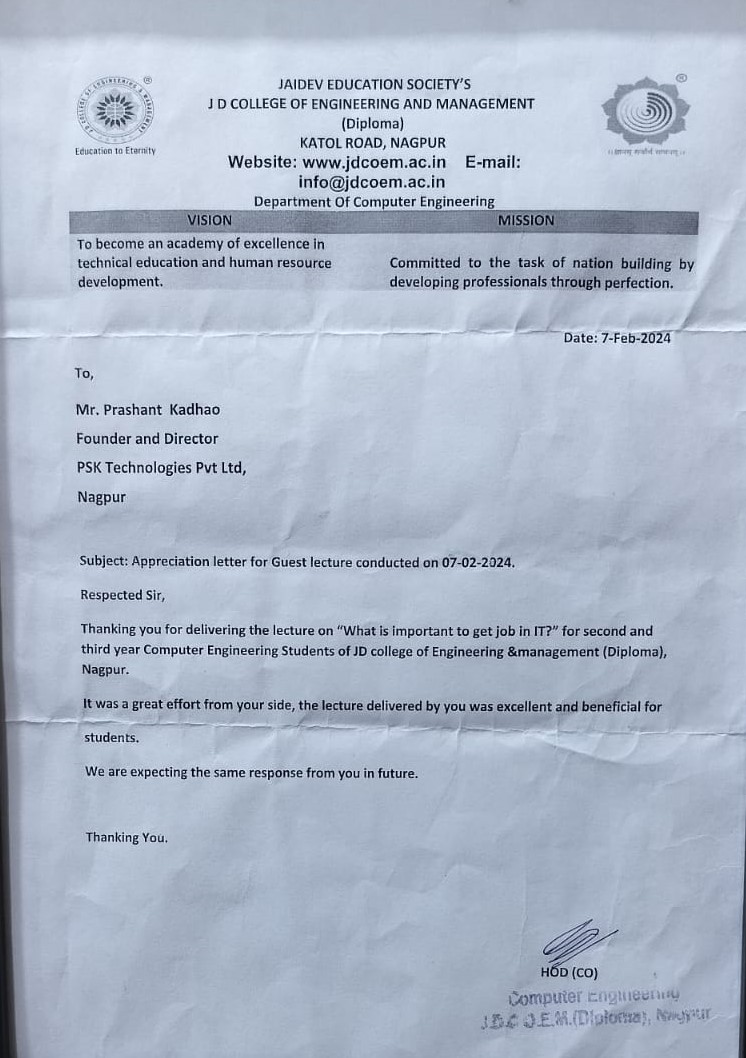 JAIDEV EDUCATION SOCIETY'S
J D COLLEGE OF ENGINEERING AND MANAGEMENT
(Diploma)
KATOL ROAD, NAGPUR
Website: www.jdcoem.ac.in E-mail:
info@jdcoem.ac.in
Department Of Computer Engineering
Education to Eternity
VISION
To become an academy of excellence in
technical education and human resource
development.
MISSION
Committed to the task of nation building by
developing professionals through perfection.
Date: 7-Feb-2024
To,
Mr. Prashant Kadhao
Founder and Director
PSK Technologies Pvt Ltd,
Nagpur
Subject: Appreciation letter for Guest lecture conducted on 07-02-2024.
Respected Sir,
Thanking you for delivering the lecture on “What is important to get job in IT?” for second and
third year Computer Engineering Students of JD college of Engineering &management (Diploma),
Nagpur.
It was a great effort from your side, the lecture delivered by you was excellent and beneficial for
students.
We are expecting the same response from you in future.
Thanking You.
HOD (CO)
Computer Engineering
J.D.C.O.E.M.(Diploma), Nagpur